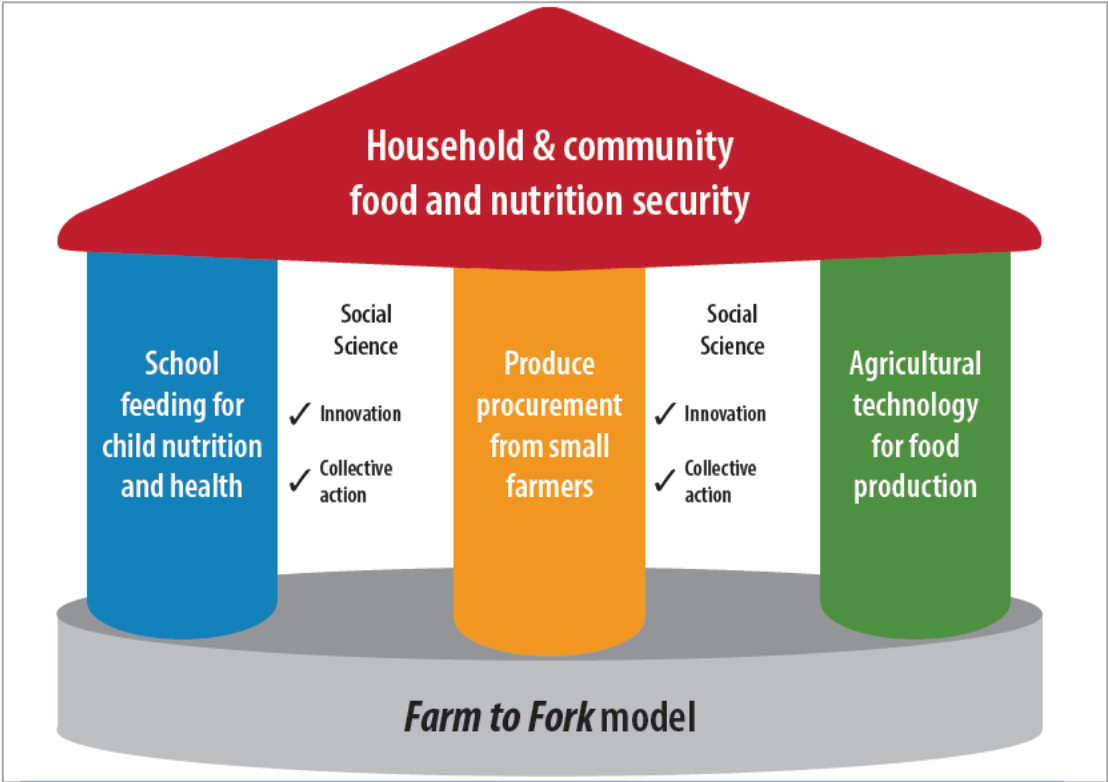 Household & community
food and nutrition security
School
feeding for
child nutrition
and health
Social
Science
✓ Innovation
✓ Collective
action
Produce
procurement
from small
farmers
Social
Science
✓ Innovation
✓ Collective
action
Agricultural
technology
for food
production
Farm to Fork model